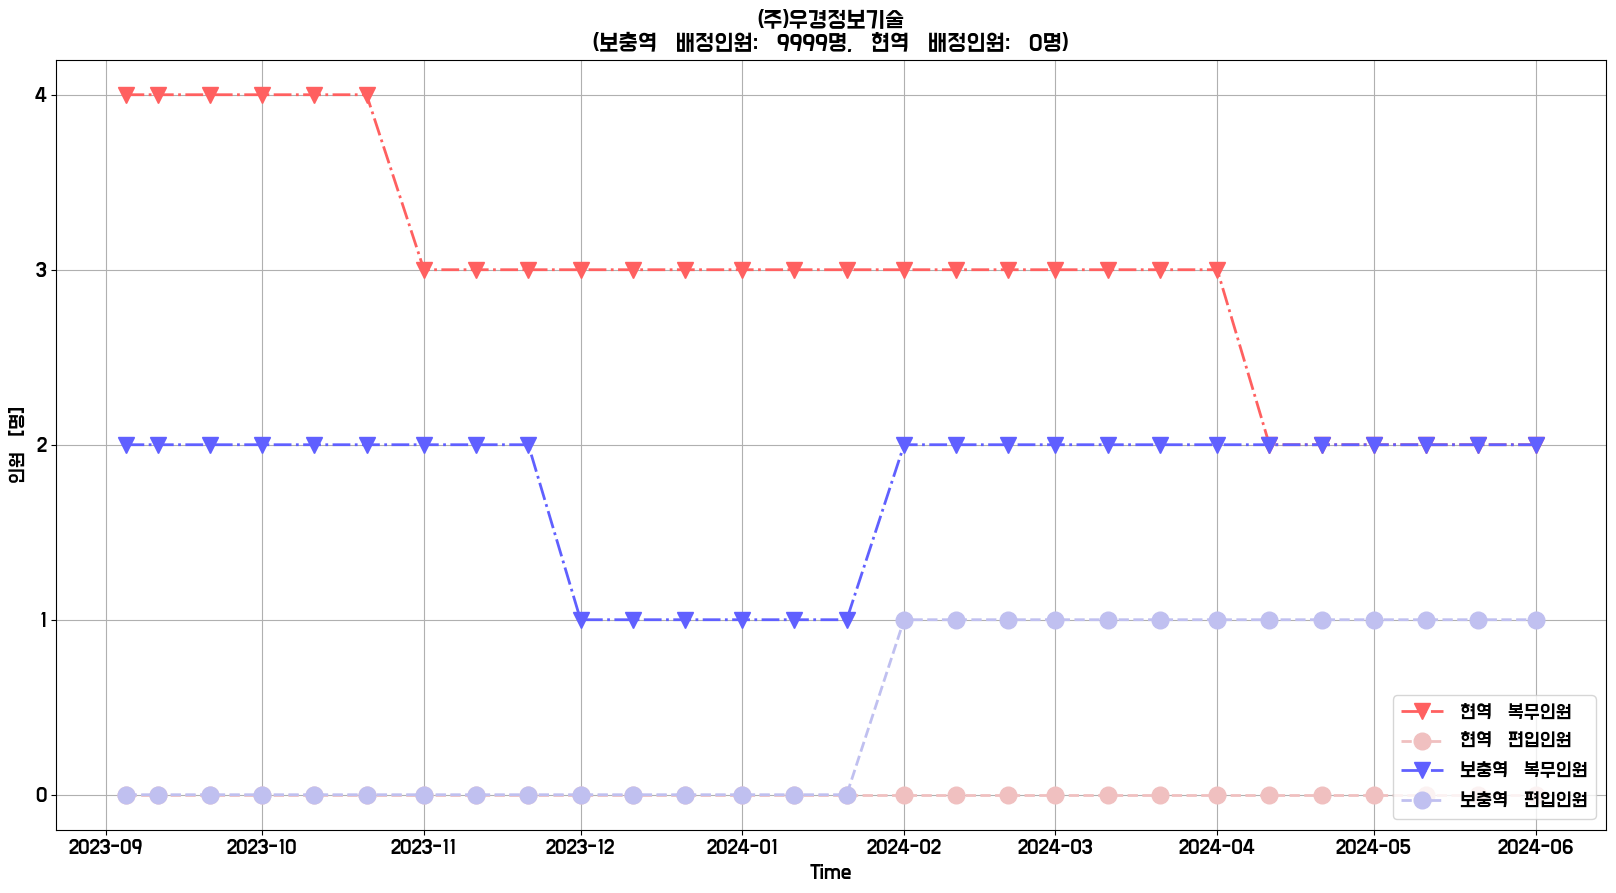 (주)우경정보기술
(보충역 배정인원: 9999명, 현역 배정인원: 0명)
인원 [명]
4
3
2
1
0
현역 복무인원
현역 편입인원
보충역 복무인원
보충역 편입인원
2023-09 2023-10 2023-11 2023-12 2024-01 2024-02 2024-03 2024-04 2024-05 2024-06
Time